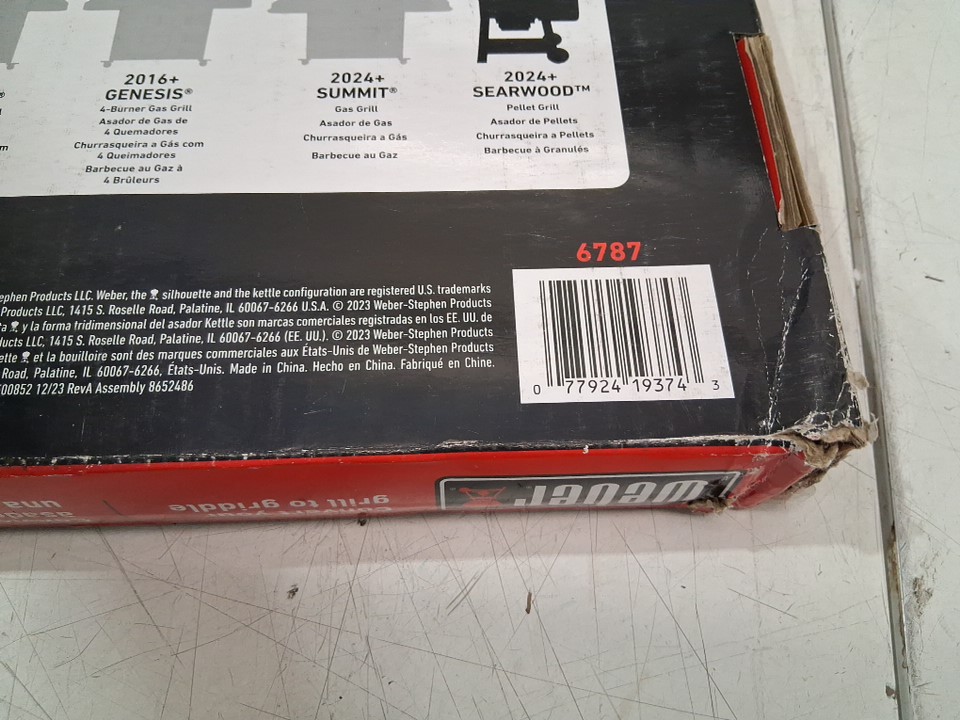 2016+
GENESIS®
4-Burner Gas Grill
Asador de Gas de
4 Quemadores
Churrasqueira a Gás com
4 Queimadores
Barbecue au Gaz à
4 Brûleurs
2024+
SUMMIT®
Gas Grill
Asador de Gas
Churrasqueira a Gás
Barbecue au Gaz
2024+
SEARWOOD™
Pellet Grill
Asador de Pellets
Churrasqueira a Pellets
Barbecue à Granulés
6787
ephen Products LLC. Weber, the silhouette and the kettle configuration are registered U.S. trademarks
Products LLC, 1415 S. Roselle Road, Palatine, IL 60067-6266 U.S.A. © 2023 Weber-Stephen Products
y la forma tridimensional del asador Kettle son marcas comerciales registradas en los EE. UU. de
ucts LLC, 1415 S. Roselle Road, Palatine, IL 60067-6266 (EE. UU.). © 2023 Weber-Stephen Products
ette et la bouilloire sont des marques commerciales aux États-Unis de Weber-Stephen Products
Road, Palatine, IL 60067-6266, États-Unis. Made in China. Hecho en China. Fabriqué en Chine.
00852 12/23 RevA Assembly 8652486
0 77924 19374 3
weber
grill to griddle
una